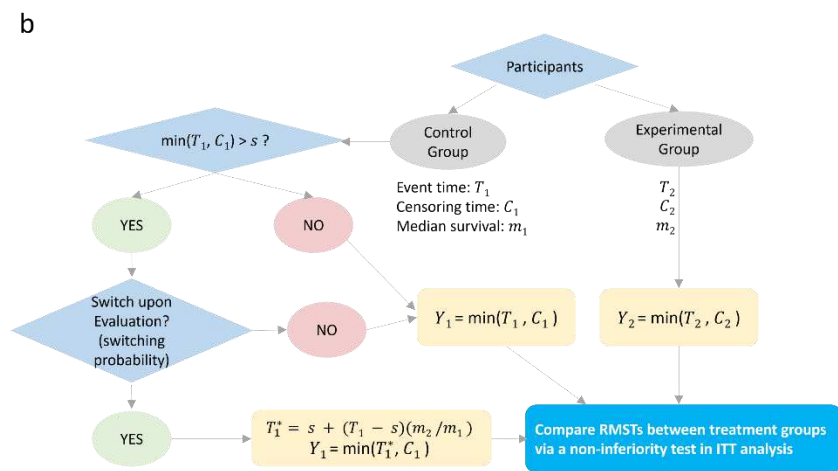 b
Participants
min(T₁, C₁) > s ?
Control
Group
Experimental
Group
Event time: T₁
Censoring time: C₁
Median survival: m₁
T₂
C₂
m₂
YES
NO
Switch upon
Evaluation?
(switching
probability)
NO
Y₁ = min(T₁ , C₁ )
Y₂ = min(T₂ , C₂ )
YES
T₁* = s + (T₁ − s)(m₂/m₁)
Y₁ = min(T₁*, C₁ )
Compare RMSTs between treatment groups
via a non-inferiority test in ITT analysis